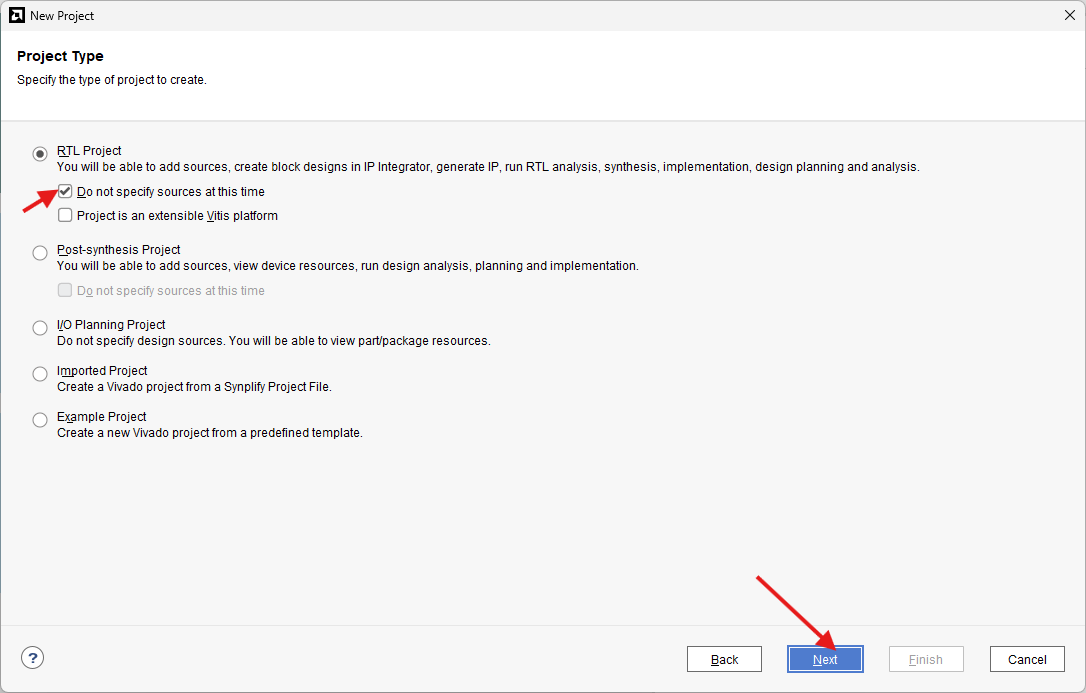 New Project
Project Type
Specify the type of project to create.
RTL Project
You will be able to add sources, create block designs in IP Integrator, generate IP, run RTL analysis, synthesis, implementation, design planning and analysis.
Do not specify sources at this time
Project is an extensible Vitis platform
Post-synthesis Project
You will be able to add sources, view device resources, run design analysis, planning and implementation.
Do not specify sources at this time
I/O Planning Project
Do not specify design sources. You will be able to view part/package resources.
Imported Project
Create a Vivado project from a Synplify Project File.
Example Project
Create a new Vivado project from a predefined template.
?
Back
Next
Finish
Cancel